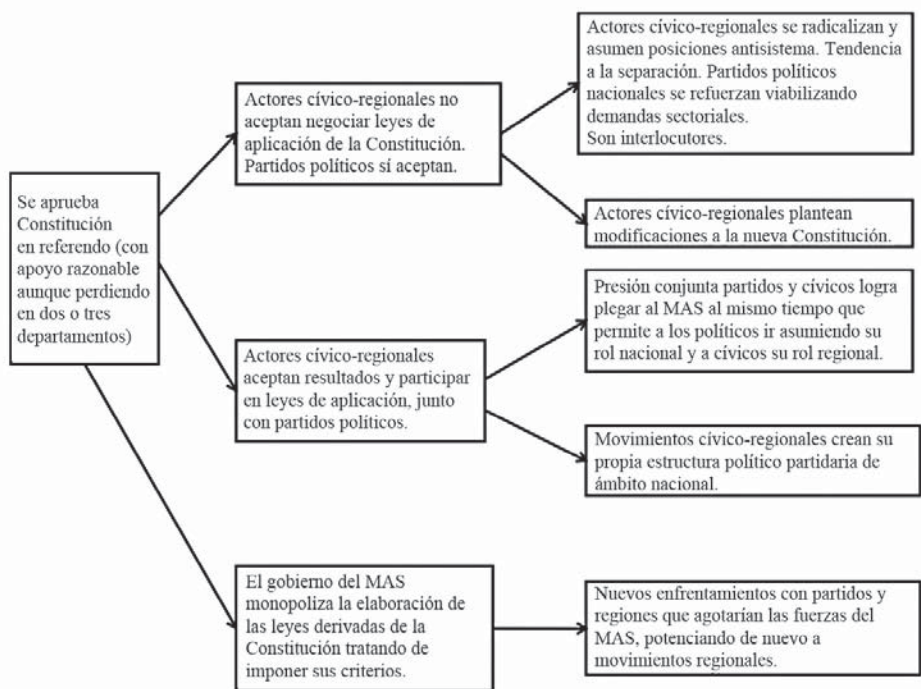 Se aprueba
Constitución
en referendo (con
apoyo razonable
aunque perdiendo
en dos o tres
departamentos)
Actores cívico-regionales no
aceptan negociar leyes de
aplicación de la Constitución.
Partidos políticos sí aceptan.
Actores cívico-regionales se radicalizan y
asumen posiciones antisistema. Tendencia
a la separación. Partidos políticos
nacionales se refuerzan viabilizando
demandas sectoriales.
Son interlocutores.
Actores cívico-regionales plantean
modificaciones a la nueva Constitución.
Actores cívico-regionales
aceptan resultados y participar
en leyes de aplicación, junto
con partidos políticos.
Presión conjunta partidos y cívicos logra
plegar al MAS al mismo tiempo que
permite a los políticos ir asumiendo su
rol nacional y a cívicos su rol regional.
Movimientos cívico-regionales crean su
propia estructura político partidaria de
ámbito nacional.
El gobierno del MAS
monopoliza la elaboración de
las leyes derivadas de la
Constitución tratando de
imponer sus criterios.
Nuevos enfrentamientos con partidos y
regiones que agotarían las fuerzas del
MAS, potenciando de nuevo a
movimientos regionales.